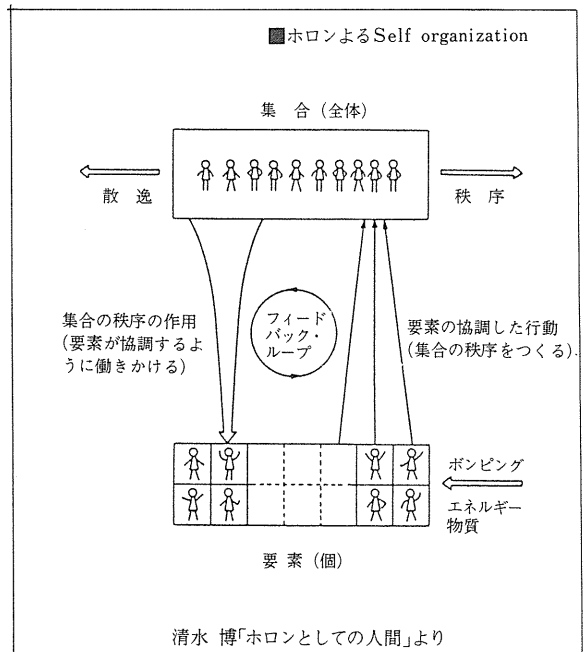 ■ホロンよるSelf organization
集 合 (全体)
散 逸
秩 序
集合の秩序の作用
(要素が協調するよ
うに働きかける)
フィード
バック・
ループ
要素の協調した行動
(集合の秩序をつくる)
ポンピング
エネルギー
物質
要 素 (個)
清水 博「ホロンとしての人間」より